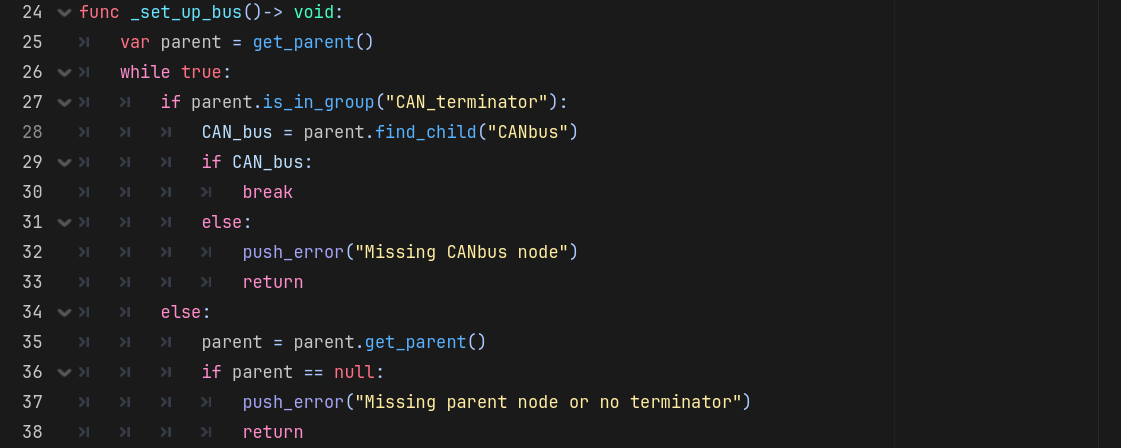 24 func _set_up_bus()-> void:
25 var parent = get_parent()
26 while true:
27 if parent.is_in_group("CAN_terminator"):
28 CAN_bus = parent.find_child("CANbus")
29 if CAN_bus:
30 break
31 else:
32 push_error("Missing CANbus node")
33 return
34 else:
35 parent = parent.get_parent()
36 if parent == null:
37 push_error("Missing parent node or no terminator")
38 return